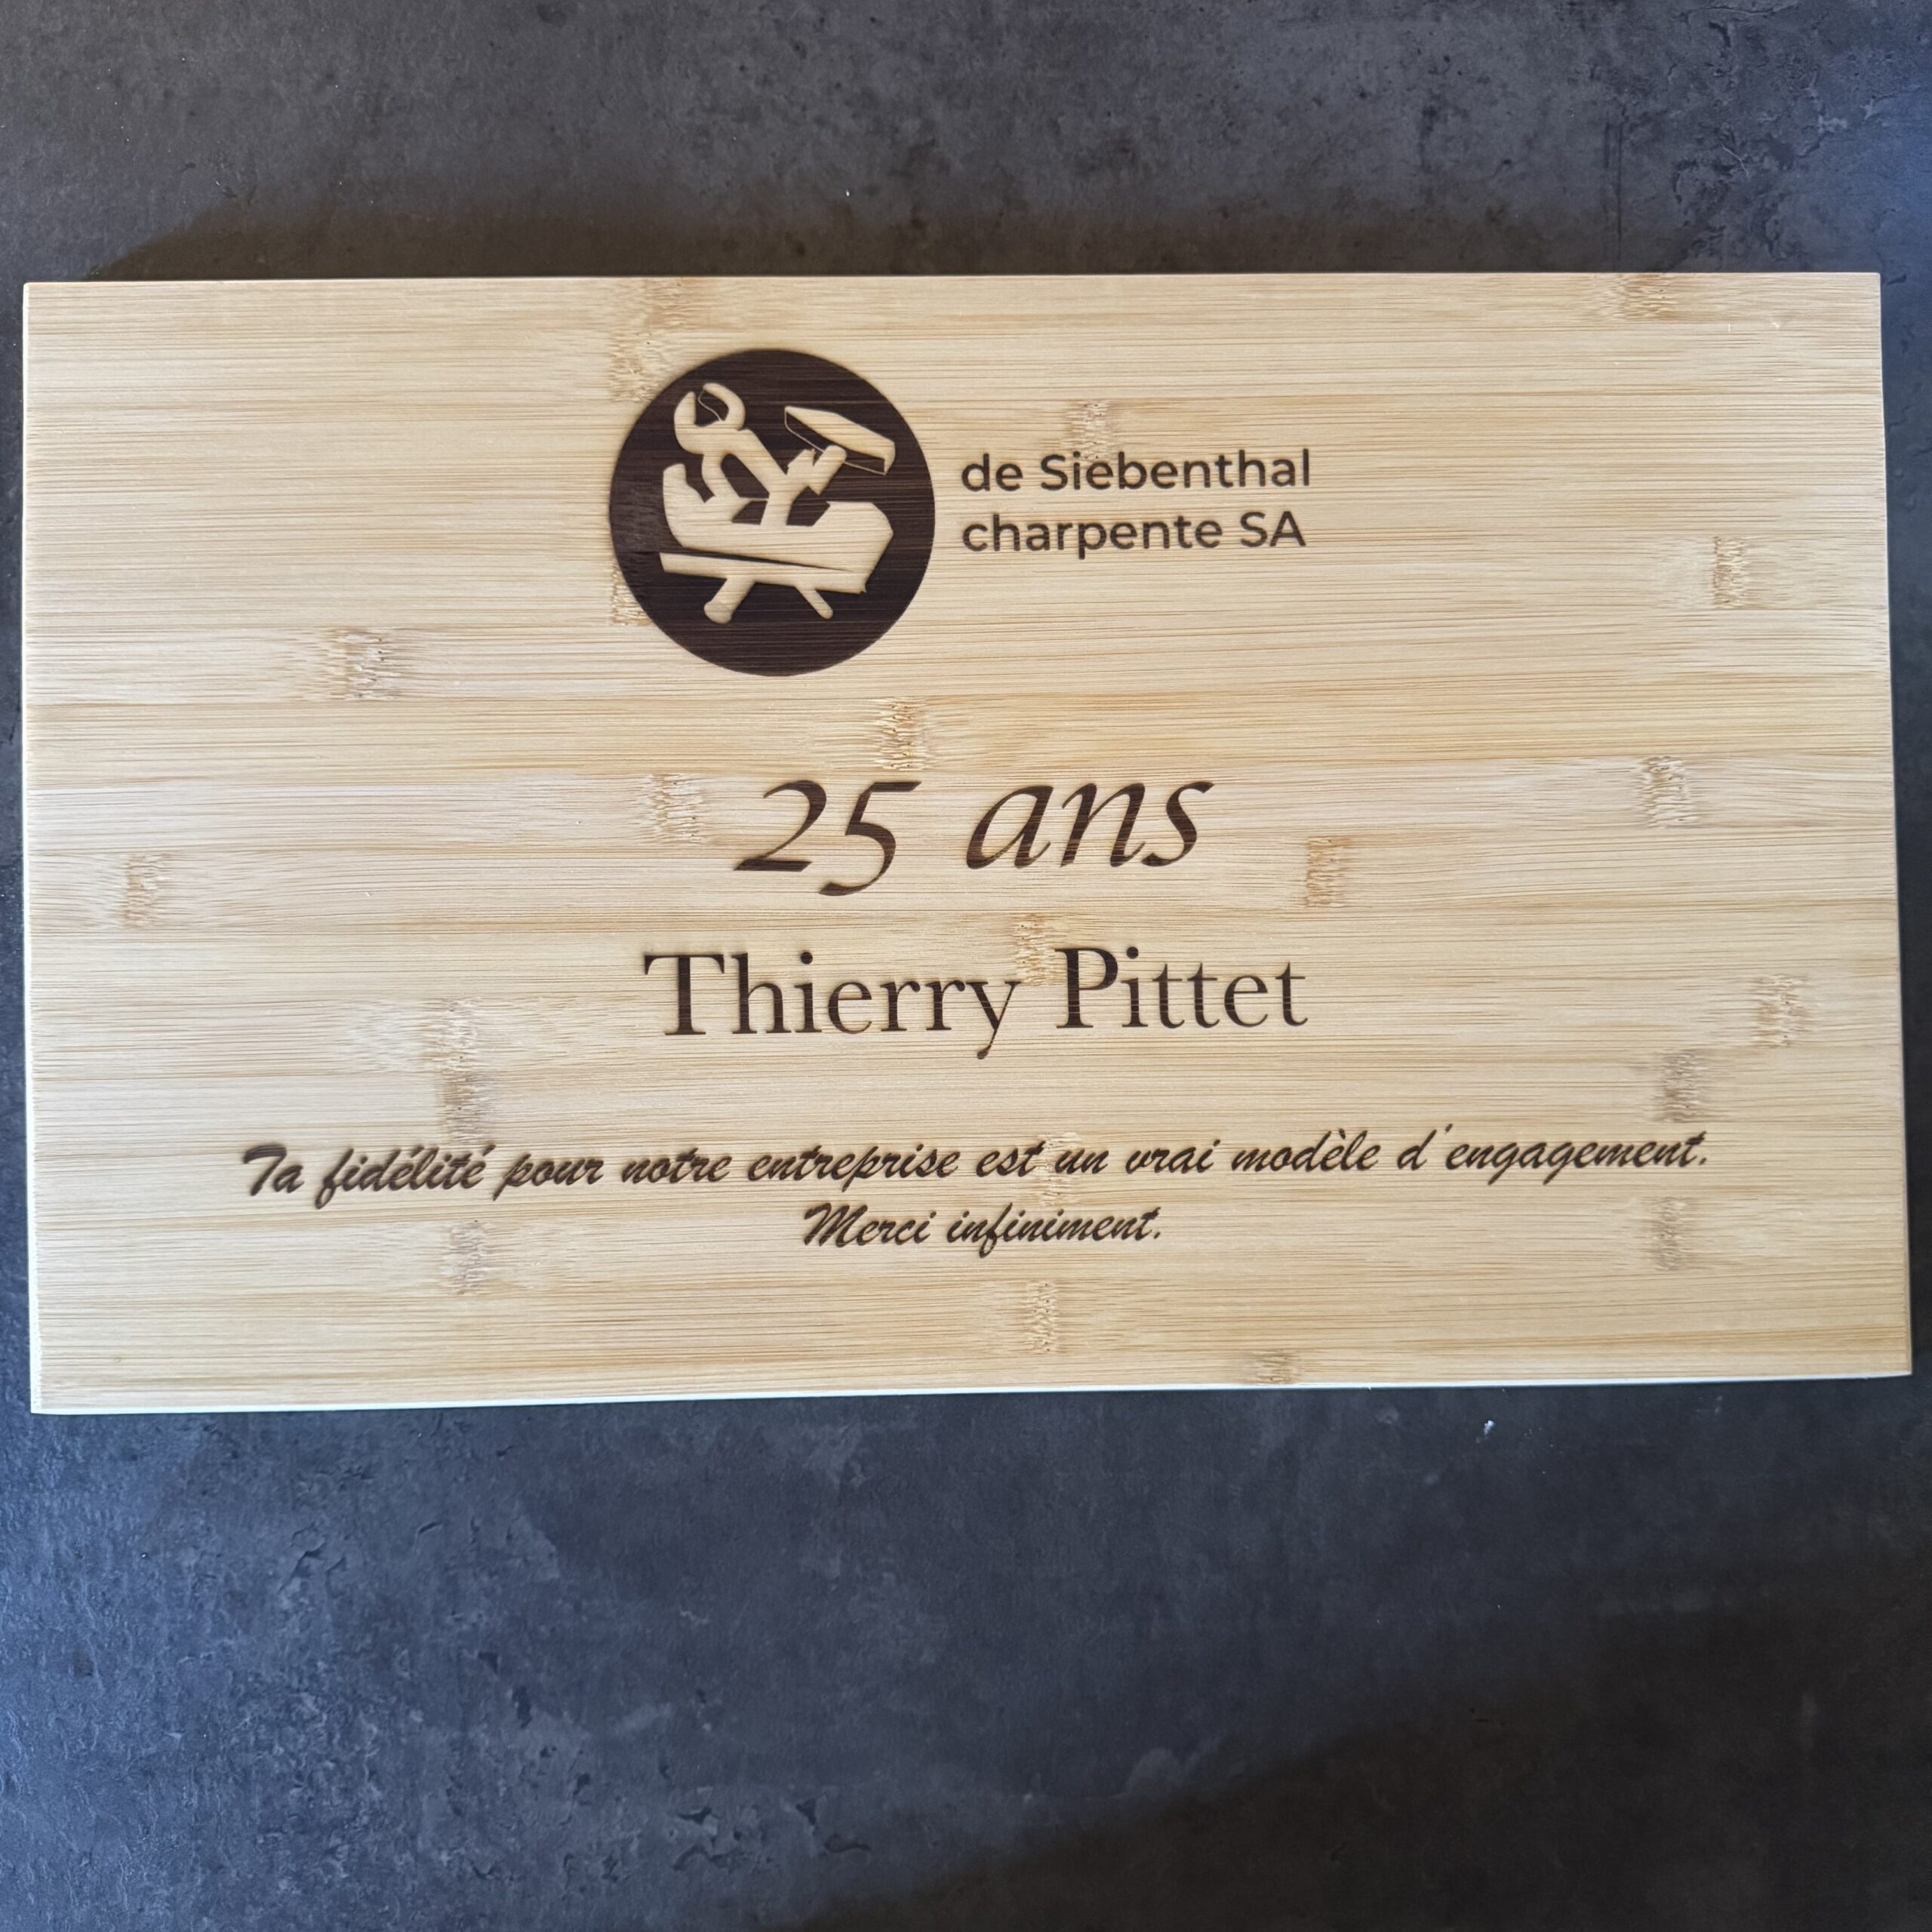 de Siebenthal
charpente SA
25 ans
Thierry Pittet
Ta fidélité pour notre entreprise est un vrai modèle d'engagement.
Merci infiniment.